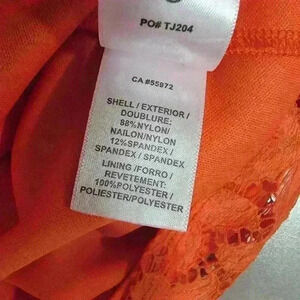 PO# TJ204
CA #55972
SHELL / EXTERIOR /
DOUBLURE:
88%NYLON/
NAILON/NYLON
12%SPANDEX /
SPANDEX / SPANDEX
LINING / FORRO /
REVETEMENT:
100%POLYESTER /
POLIESTER/POLYESTER